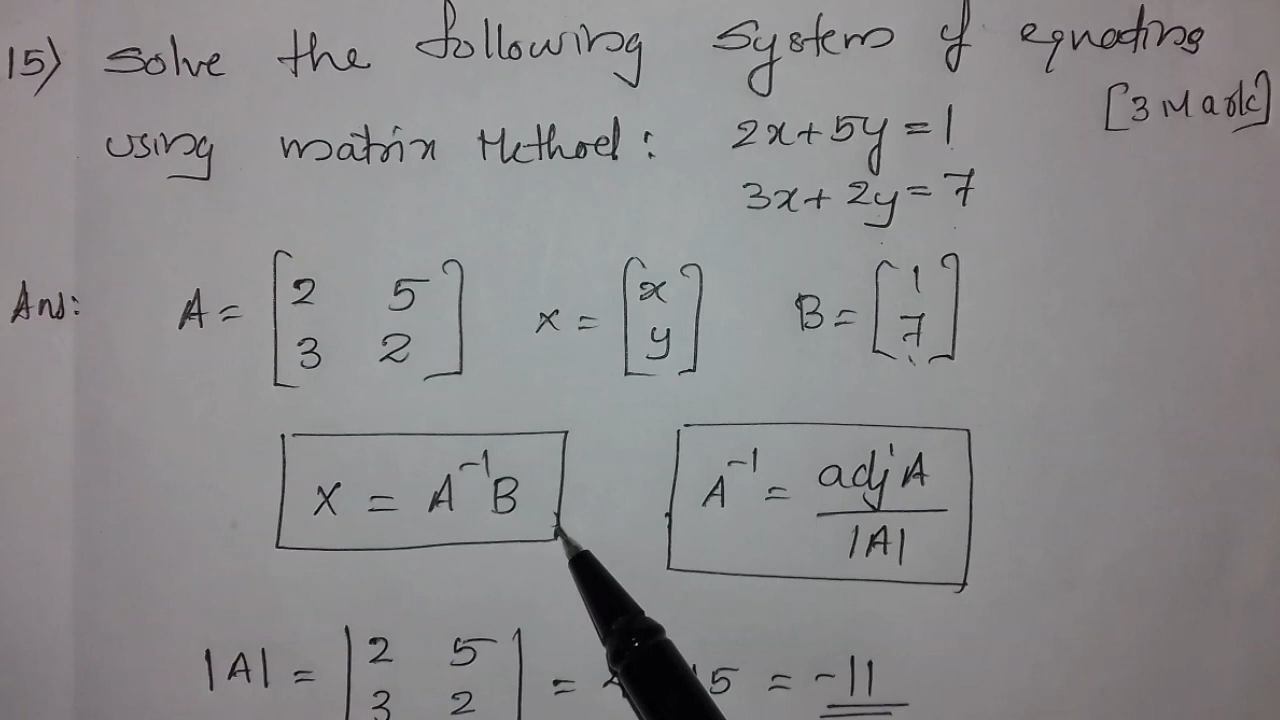 15) Solve the following system of equations
[3 Mark]
using matrix Method: 2x+5y=1
3x+2y=7
Ans: A = [2 5
3 2] X = [x
y] B = [1
7]
X = A⁻¹B A⁻¹ = adj A
|A|
|A| = |2 5
3 2| = 15 = -11